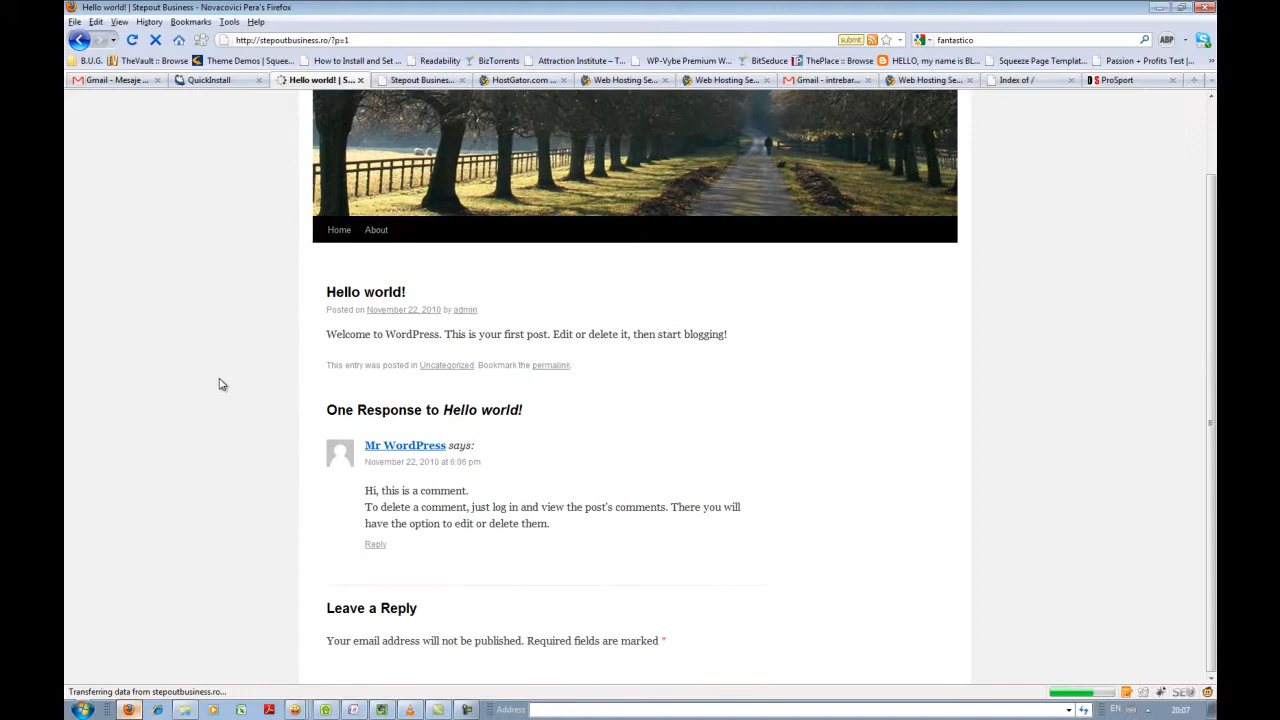 Hello world! | Stepout Business - Novacovici Pera's Firefox
File Edit View History Bookmarks Tools Help
http://stepoutbusiness.ro/?p=1 submit fantastico ABP
B.U.G. TheVault :: Browse Theme Demos | Squee... How to Install and Set ... Readability BizTorrents Attraction Institute – T... WP-Vybe Premium W... BitSeduce ThePlace :: Browse HELLO, my name is BL... Squeeze Page Templat... Passion + Profits Test |... »
Gmail - Mesaje ... QuickInstall Hello world! | S... Stepout Busines... HostGator.com ... Web Hosting Se... Web Hosting Se... Gmail - intrebar... Web Hosting Se... Index of / ProSport
Home About
Hello world!
Posted on November 22, 2010 by admin
Welcome to WordPress. This is your first post. Edit or delete it, then start blogging!
This entry was posted in Uncategorized. Bookmark the permalink.
One Response to Hello world!
Mr WordPress says:
November 22, 2010 at 6:06 pm
Hi, this is a comment.
To delete a comment, just log in and view the post's comments. There you will
have the option to edit or delete them.
Reply
Leave a Reply
Your email address will not be published. Required fields are marked *
Transferring data from stepoutbusiness.ro...
Address EN 20:07